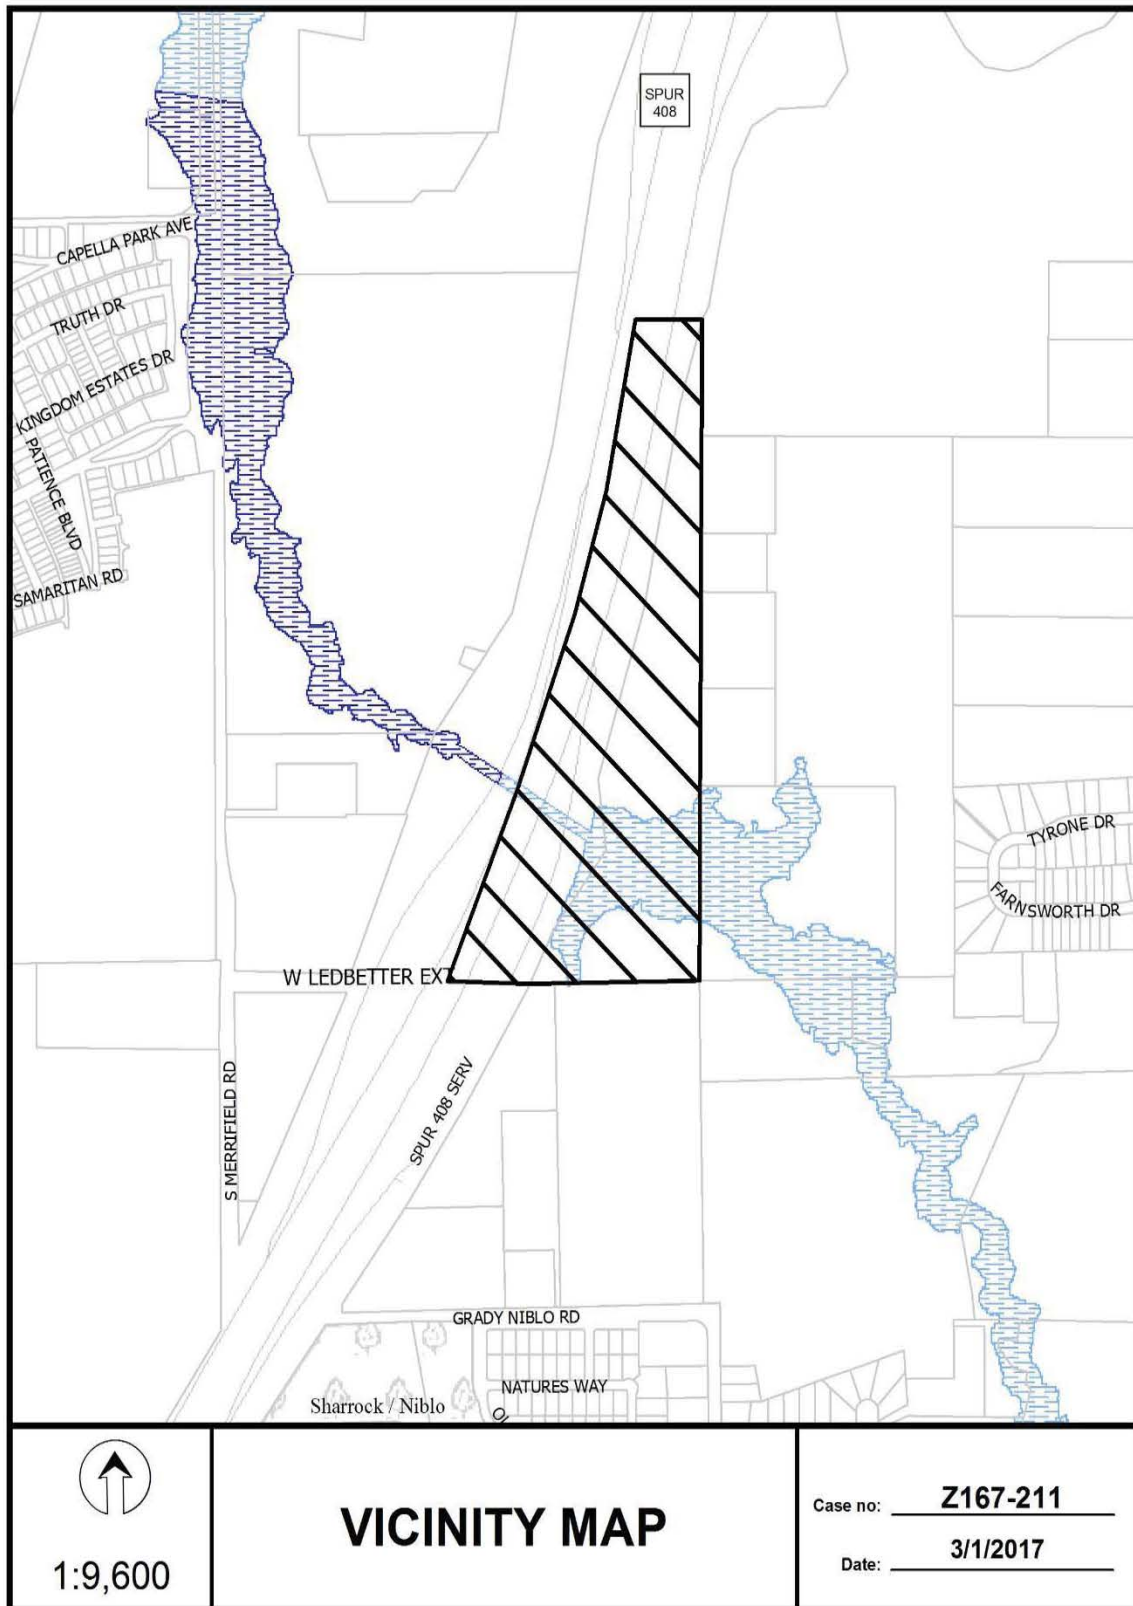 SPUR
408
CAPELLA PARK AVE
TRUTH DR
KINGDOM ESTATES DR
PATIENCE BLVD
SAMARITAN RD
TYRONE DR
FARNSWORTH DR
W LEDBETTER EXT
S MERRIFIELD RD
SPUR 408 SERV
GRADY NIBLO RD
NATURES WAY
Sharrock / Niblo
1:9,600
VICINITY MAP
Case no: Z167-211
Date: 3/1/2017